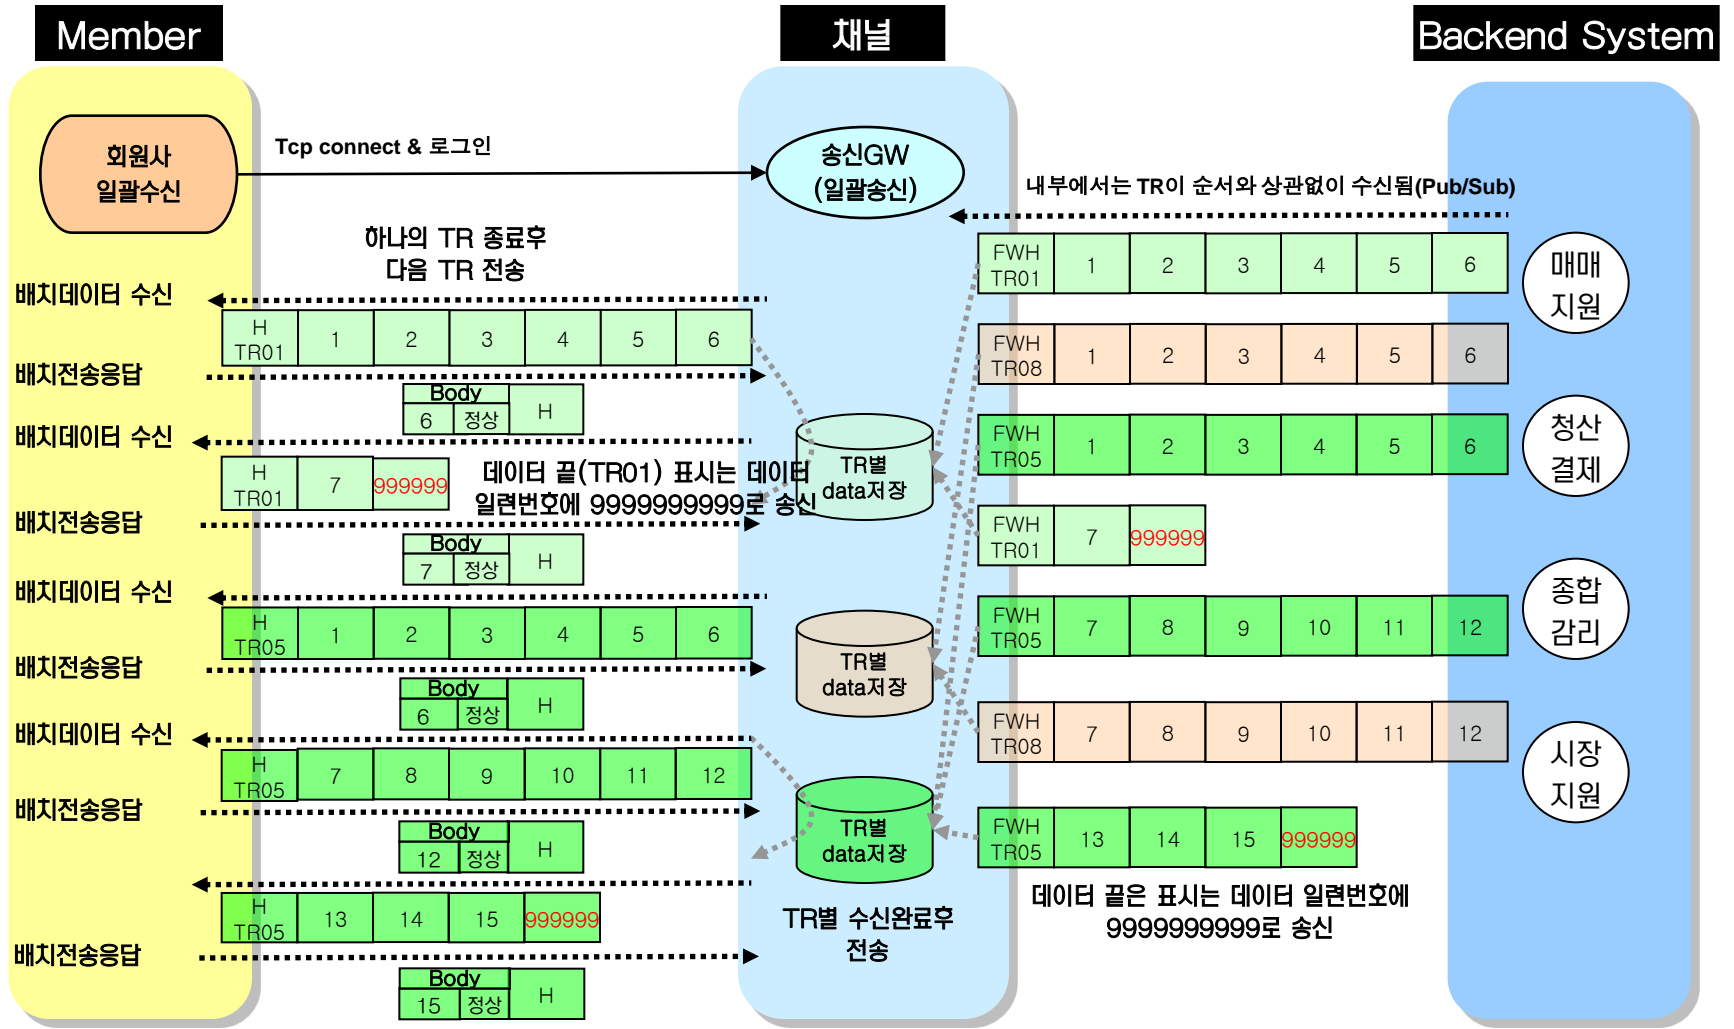 Member
채널
Backend System
회원사
일괄수신
Tcp connect & 로그인
송신GW
(일괄송신)
내부에서는 TR이 순서와 상관없이 수신됨(Pub/Sub)
하나의 TR 종료후
다음 TR 전송
배치데이터 수신
H
TR01
1
2
3
4
5
6
배치전송응답
Body
6
정상
H
배치데이터 수신
H
TR01
7
999999
데이터 끝(TR01) 표시는 데이터
일련번호에 9999999999로 송신
배치전송응답
Body
7
정상
H
배치데이터 수신
H
TR05
1
2
3
4
5
6
배치전송응답
Body
6
정상
H
배치데이터 수신
H
TR05
7
8
9
10
11
12
배치전송응답
Body
12
정상
H
H
TR05
13
14
15
999999
배치전송응답
Body
15
정상
H
TR별
data저장
TR별
data저장
TR별
data저장
TR별 수신완료후
전송
FWH
TR01
1
2
3
4
5
6
FWH
TR08
1
2
3
4
5
6
FWH
TR05
1
2
3
4
5
6
FWH
TR01
7
999999
FWH
TR05
7
8
9
10
11
12
FWH
TR08
7
8
9
10
11
12
FWH
TR05
13
14
15
999999
데이터 끝은 표시는 데이터 일련번호에
9999999999로 송신
매매
지원
청산
결제
종합
감리
시장
지원